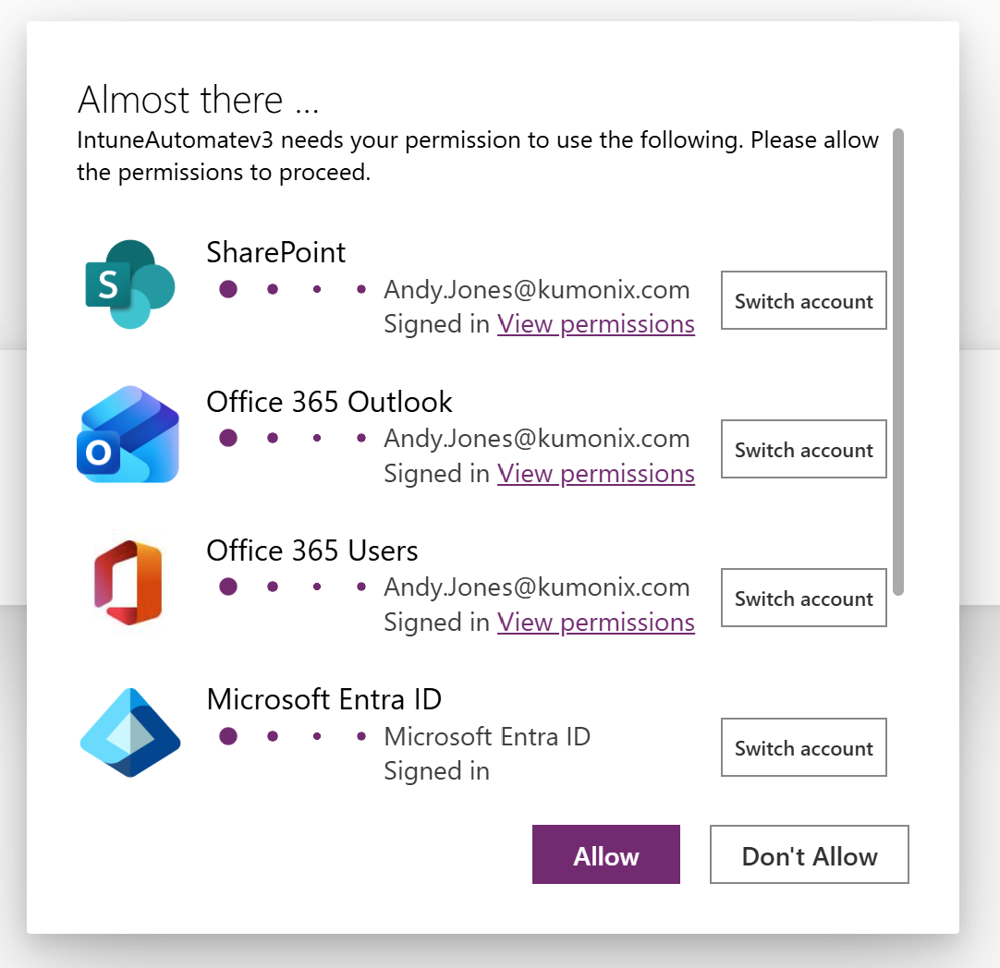 Almost there ...
IntuneAutomatev3 needs your permission to use the following. Please allow
the permissions to proceed.
S
SharePoint
Andy.Jones@kumonix.com
Signed in View permissions
Switch account
O
Office 365 Outlook
Andy.Jones@kumonix.com
Signed in View permissions
Switch account
Office 365 Users
Andy.Jones@kumonix.com
Signed in View permissions
Switch account
Microsoft Entra ID
Microsoft Entra ID
Signed in
Switch account
Allow
Don't Allow